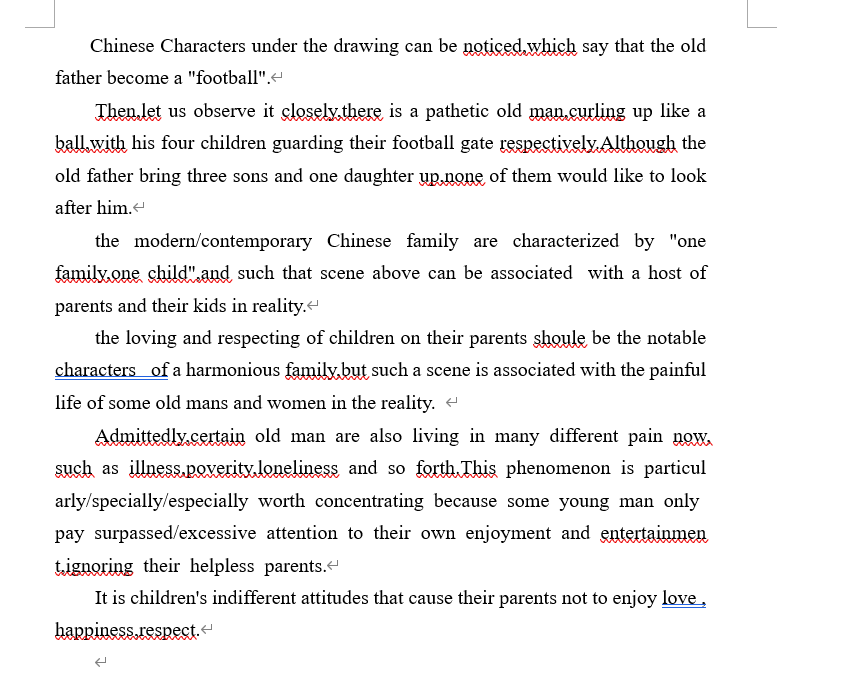 Chinese Characters under the drawing can be noticed,which say that the old
father become a "football".
Then,let us observe it closely,there is a pathetic old man,curling up like a
ball,with his four children guarding their football gate respectively.Although the
old father bring three sons and one daughter up,none of them would like to look
after him.
the modern/contemporary Chinese family are characterized by "one
family,one child",and such that scene above can be associated with a host of
parents and their kids in reality.
the loving and respecting of children on their parents shoule be the notable
characters of a harmonious family,but such a scene is associated with the painful
life of some old mans and women in the reality.
Admittedly,certain old man are also living in many different pain now,
such as illness,poverity,loneliness and so forth.This phenomenon is particul
arly/specially/especially worth concentrating because some young man only
pay surpassed/excessive attention to their own enjoyment and entertainmen
t,ignoring their helpless parents.
It is children's indifferent attitudes that cause their parents not to enjoy love ,
happiness,respect.